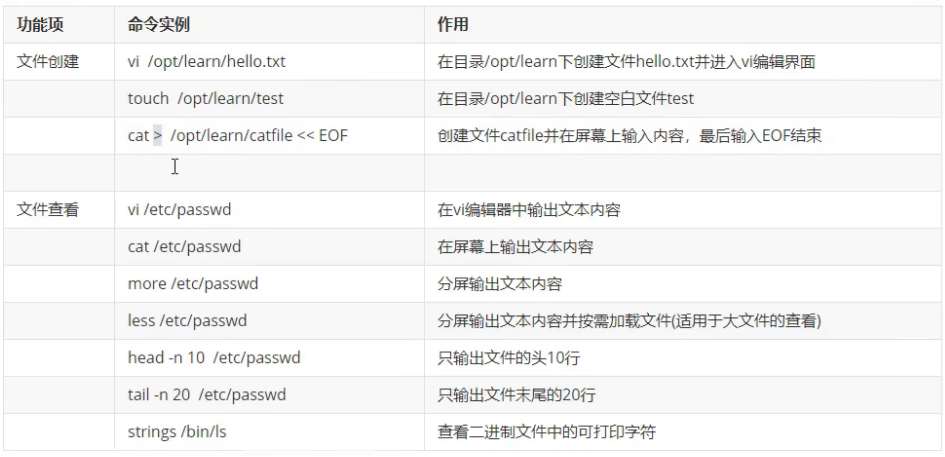 功能项 命令实例 作用
文件创建 vi /opt/learn/hello.txt 在目录/opt/learn下创建文件hello.txt并进入vi编辑界面
touch /opt/learn/test 在目录/opt/learn下创建空白文件test
cat > /opt/learn/catfile << EOF 创建文件catfile并在屏幕上输入内容，最后输入EOF结束
文件查看 vi /etc/passwd 在vi编辑器中输出文本内容
cat /etc/passwd 在屏幕上输出文本内容
more /etc/passwd 分屏输出文本内容
less /etc/passwd 分屏输出文本内容并按需加载文件(适用于大文件的查看)
head -n 10 /etc/passwd 只输出文件的头10行
tail -n 20 /etc/passwd 只输出文件末尾的20行
strings /bin/ls 查看二进制文件中的可打印字符